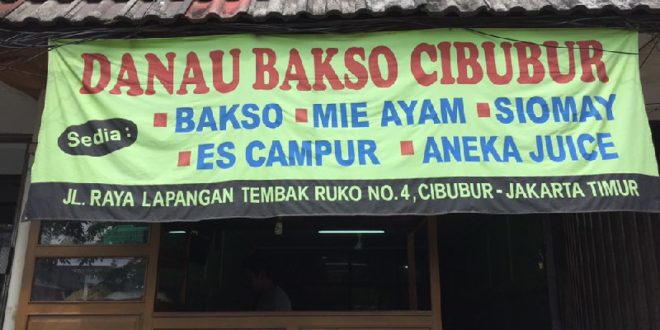 DANAU BAKSO CIBUBUR
Sedia : BAKSO MIE AYAM SIOMAY
ES CAMPUR ANEKA JUICE
JL. RAYA LAPANGAN TEMBAK RUKO NO. 4, CIBUBUR - JAKARTA TIMUR